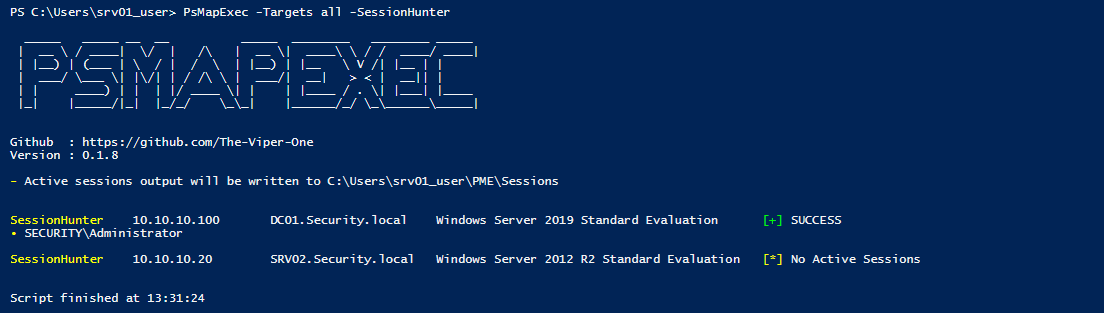 PS C:\Users\srv01_user> PsMapExec -Targets all -SessionHunter
PSMAPEXEC
Github  : https://github.com/The-Viper-One
Version : 0.1.8
- Active sessions output will be written to C:\Users\srv01_user\PME\Sessions
SessionHunter    10.10.10.100       DC01.Security.local    Windows Server 2019 Standard Evaluation      [+] SUCCESS
• SECURITY\Administrator
SessionHunter    10.10.10.20        SRV02.Security.local   Windows Server 2012 R2 Standard Evaluation   [*] No Active Sessions
Script finished at 13:31:24